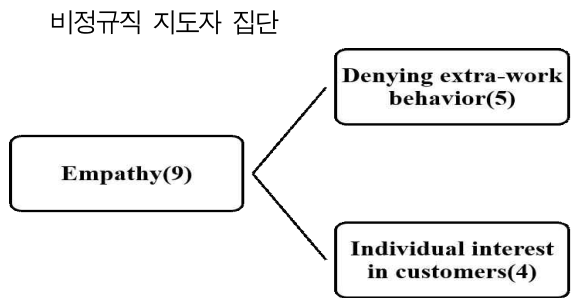 비정규직 지도자 집단
Denying extra-work
behavior(5)
Empathy(9)
Individual interest
in customers(4)